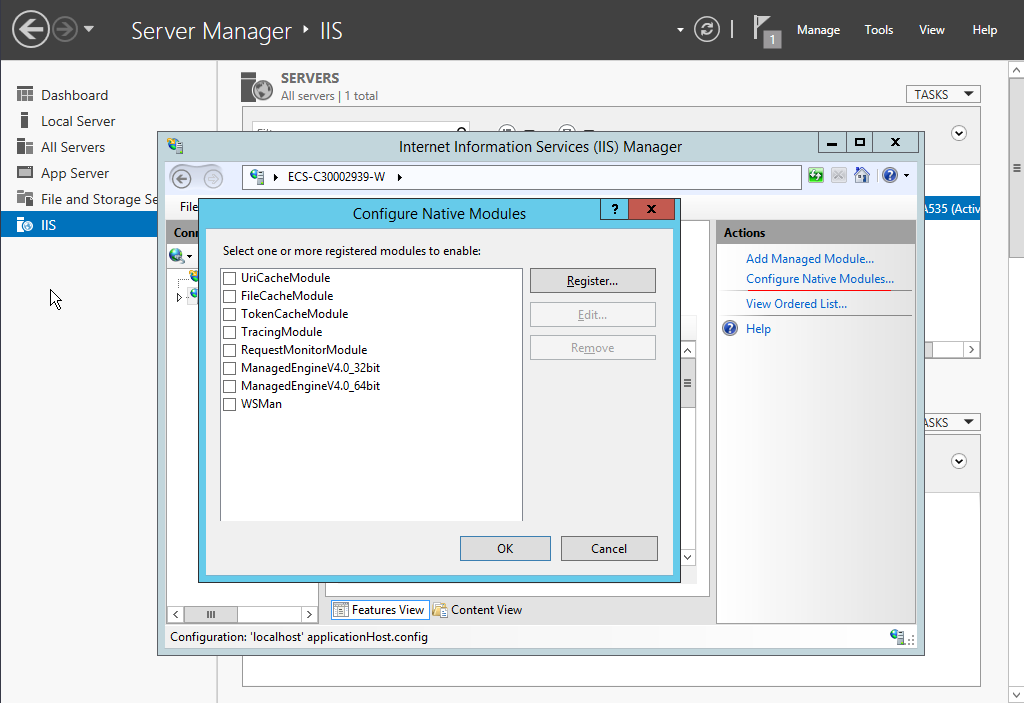 Server Manager ‣ IIS
1
Manage Tools View Help
Dashboard
Local Server
All Servers
App Server
File and Storage Se
IIS
SERVERS
All servers | 1 total
TASKS
A535 (Activ
Internet Information Services (IIS) Manager
ECS-C30002939-W
File
Conn
Configure Native Modules
?
Select one or more registered modules to enable:
UriCacheModule
FileCacheModule
TokenCacheModule
TracingModule
RequestMonitorModule
ManagedEngineV4.0_32bit
ManagedEngineV4.0_64bit
WSMan
Register...
Edit...
Remove
OK
Cancel
Actions
Add Managed Module...
Configure Native Modules...
View Ordered List...
Help
ASKS
Features View
Content View
Configuration: 'localhost' applicationHost.config